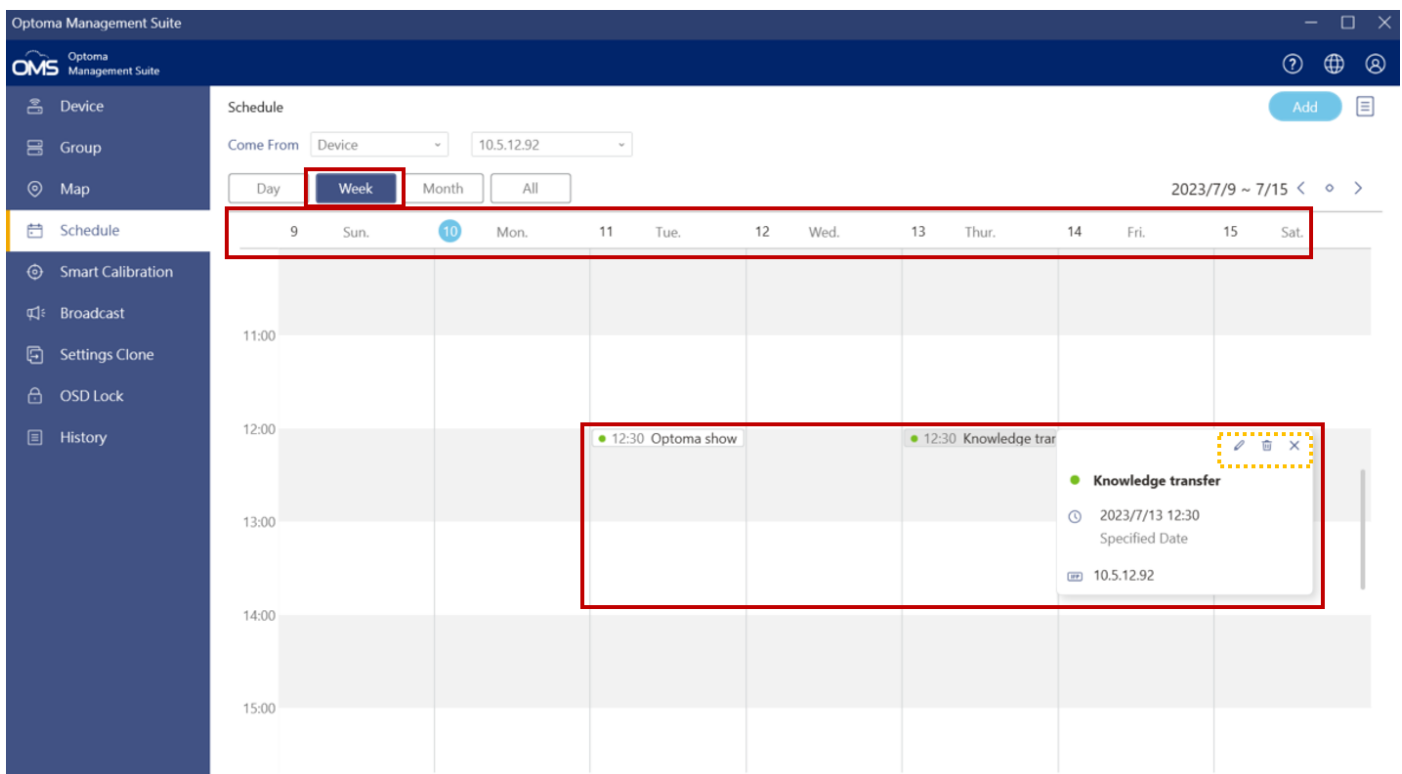 Optoma Management Suite
OMS Optoma
Management Suite
Device
Group
Map
Schedule
Smart Calibration
Broadcast
Settings Clone
OSD Lock
History
Schedule
Add
Come From Device 10.5.12.92
Day Week Month All
2023/7/9 ~ 7/15
9 Sun. 10 Mon. 11 Tue. 12 Wed. 13 Thur. 14 Fri. 15 Sat.
11:00
12:00
12:30 Optoma show
12:30 Knowledge tran
Knowledge transfer
2023/7/13 12:30
Specified Date
10.5.12.92
13:00
14:00
15:00